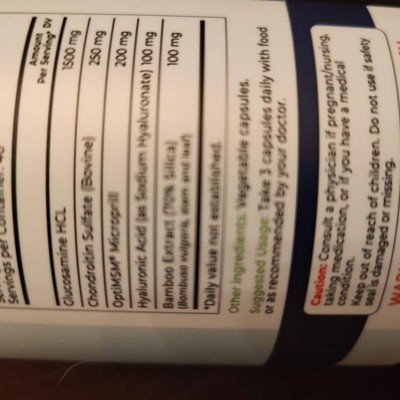 Servings per Container: 40
Amount Per Serving* DV
Glucosamine HCL 1500 mg
Chondroitin Sulfate (Bovine) 250 mg
OptiMSM® Microprill 200 mg
Hyaluronic Acid (as Sodium Hyaluronate) 100 mg
Bamboo Extract (70% Silica) 100 mg
(Bambusa vulgaris, stem and leaf)
*Daily value not established.
Other Ingredients: Vegetable capsules.
Suggested Usage: Take 3 capsules daily with food
or as recommended by your doctor.
Caution: Consult a physician if pregnant/nursing,
taking medication, or if you have a medical
condition.
Keep out of reach of children. Do not use if safety
seal is damaged or missing.